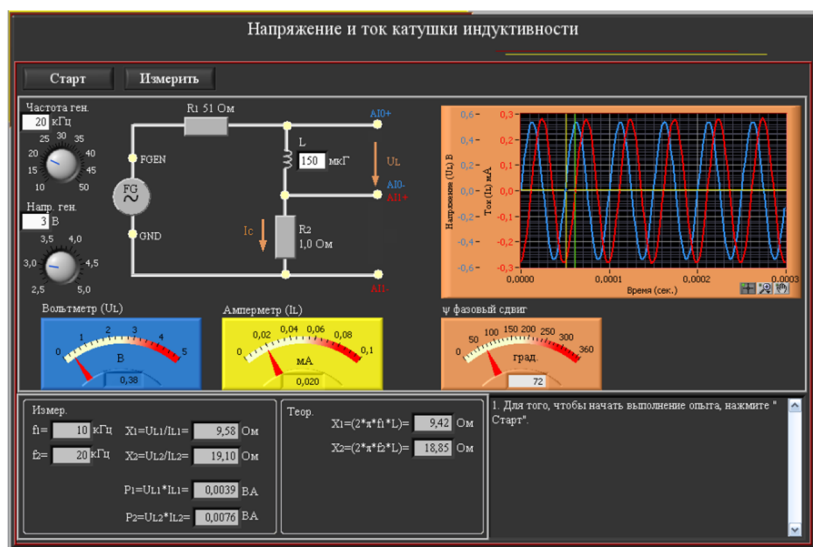 Напряжение и ток катушки индуктивности
Старт
Измерить
Частота ген.
20 кГц
25 30 35
20 40
15 45
10 50
Напр. ген.
3 В
3,5 4,0
3,0 4,5
2,5 5,0
R1 51 Ом
AI0+
L
150 мкГ
UL
FGEN
FG
GND
AI0-
AI1+
Iс
R2
1,0 Ом
AI1-
Напряжение (UL) В
Ток (IL) мА
0,6 0,3
0,4 0,2
0,2 0,1
0,0 0,0
-0,2 -0,1
-0,4 -0,2
-0,6 -0,3
0,0000 0,0001 0,0002 0,0003
Время (сек.)
Вольтметр (UL)
0 1 2 3 4 5
В
0,38
Амперметр (IL)
0 0,02 0,04 0,06 0,08 0,1
мА
0,020
ψ фазовый сдвиг
0 50 100 150 200 250 300 360
град.
72
Измер.
f1= 10 кГц X1=UL1/IL1= 9,58 Ом
f2= 20 кГц X2=UL2/IL2= 19,10 Ом
P1=UL1*IL1= 0,0039 ВА
P2=UL2*IL2= 0,0076 ВА
Теор.
X1=(2*π*f1*L)= 9,42 Ом
X2=(2*π*f2*L)= 18,85 Ом
1. Для того, чтобы начать выполнение опыта, нажмите "
Старт".